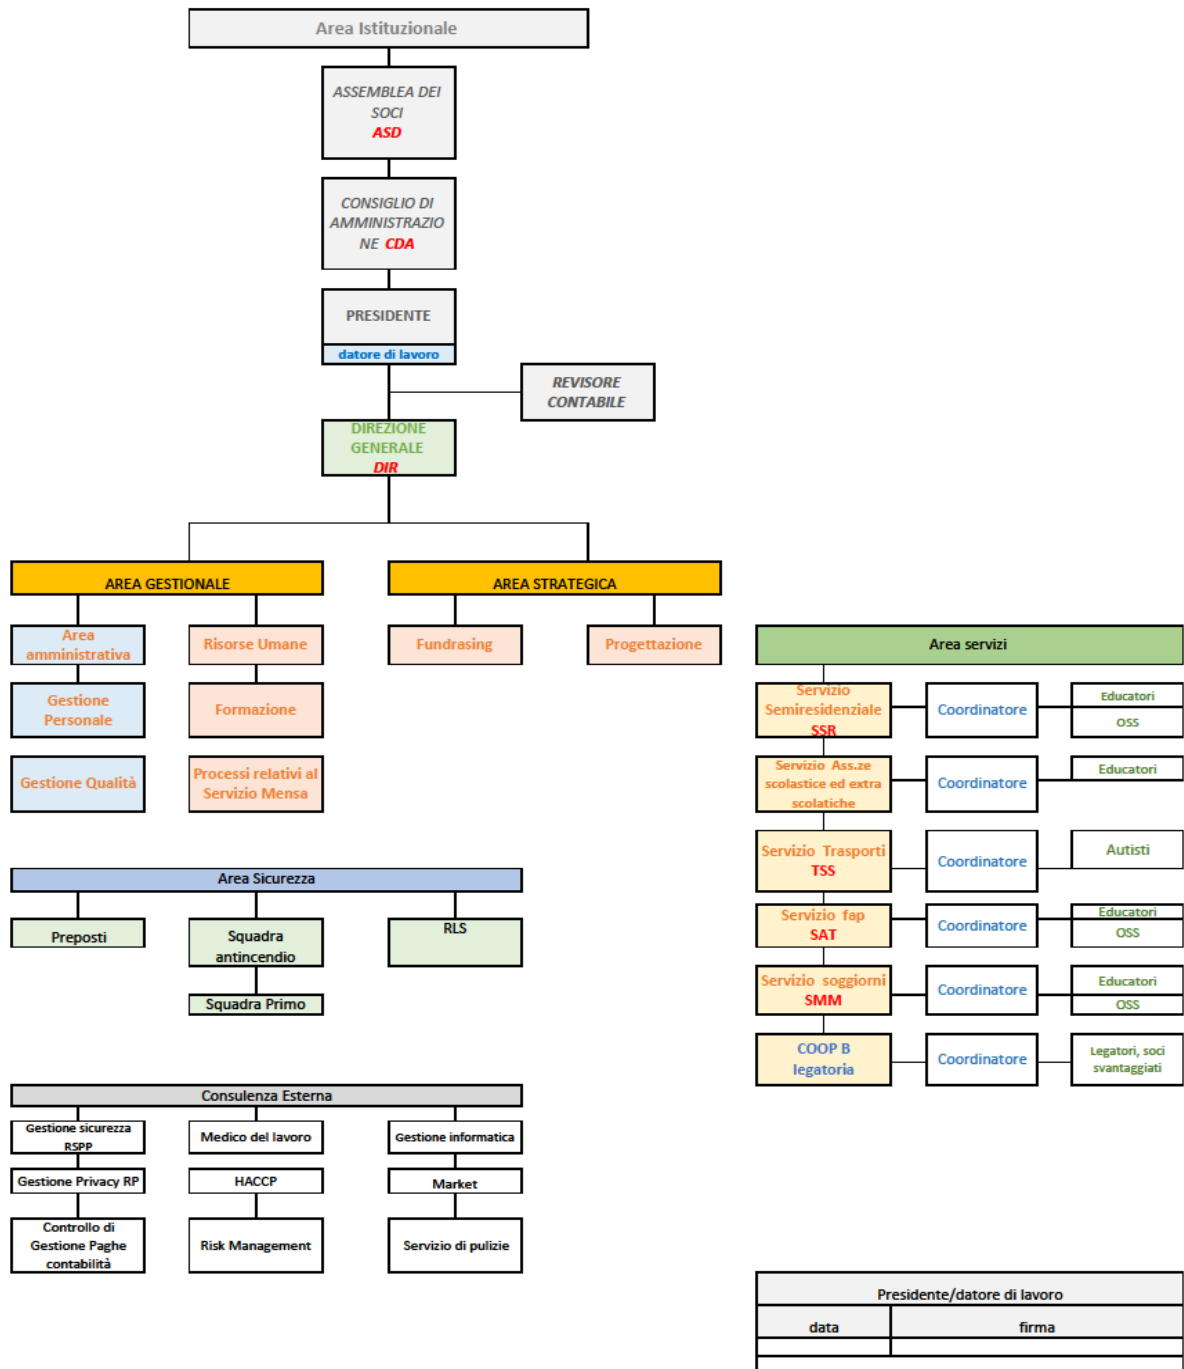 Area Istituzionale
ASSEMBLEA DEI
SOCI
ASD
CONSIGLIO DI
AMMINISTRAZIO
NE CDA
PRESIDENTE
datore di lavoro
REVISORE
CONTABILE
DIREZIONE
GENERALE
DIR
AREA GESTIONALE
AREA STRATEGICA
Area
amministrativa
Risorse Umane
Fundrasing
Progettazione
Gestione
Personale
Formazione
Gestione Qualità
Processi relativi al
Servizio Mensa
Area servizi
Servizio
Semiresidenziale
SSR
Coordinatore
Educatori
OSS
Servizio Ass.ze
scolastiche ed extra
scolatiche
Coordinatore
Educatori
Servizio Trasporti
TSS
Coordinatore
Autisti
Servizio fap
SAT
Coordinatore
Educatori
OSS
Servizio soggiorni
SMM
Coordinatore
Educatori
OSS
COOP B
legatoria
Coordinatore
Legatori, soci
svantaggiati
Area Sicurezza
Preposti
Squadra
antincendio
RLS
Squadra Primo
Consulenza Esterna
Gestione sicurezza
RSPP
Medico del lavoro
Gestione informatica
Gestione Privacy RP
HACCP
Market
Controllo di
Gestione Paghe
contabilità
Risk Management
Servizio di pulizie
Presidente/datore di lavoro
data
firma